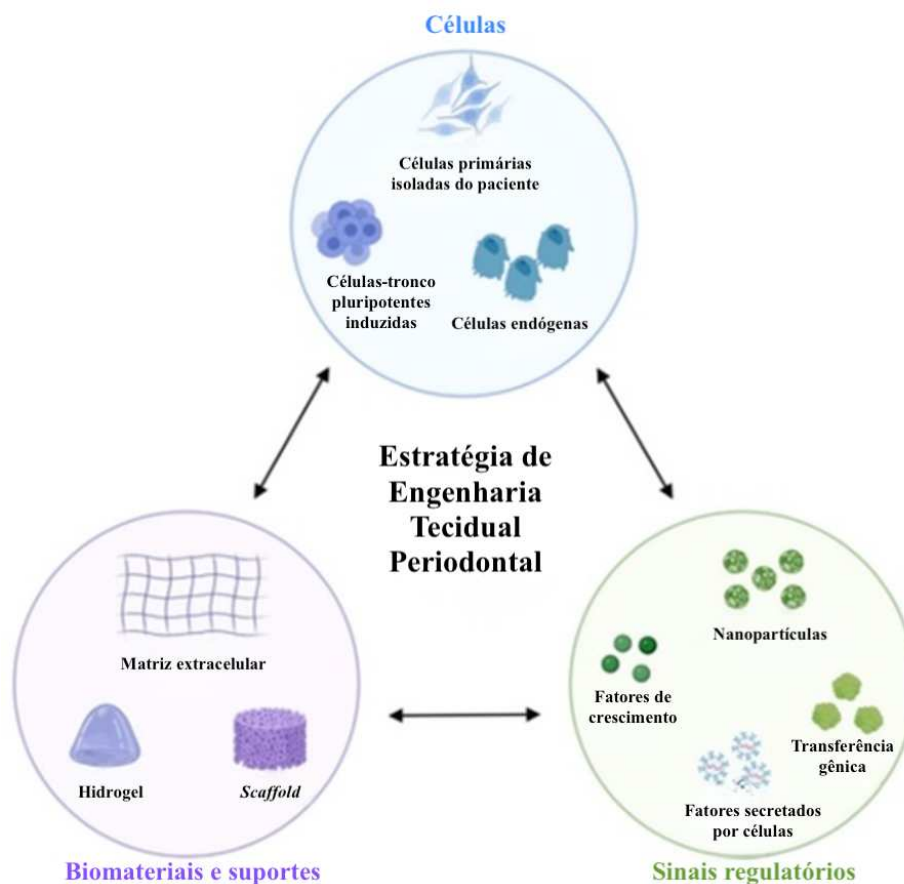 Células
Células primárias
isoladas do paciente
Células-tronco
pluripotentes
induzidas
Células endógenas
Estratégia de
Engenharia
Tecidual
Periodontal
Matriz extracelular
Hidrogel
Scaffold
Biomateriais e suportes
Nanopartículas
Fatores de
crescimento
Transferência
gênica
Fatores secretados
por células
Sinais regulatórios